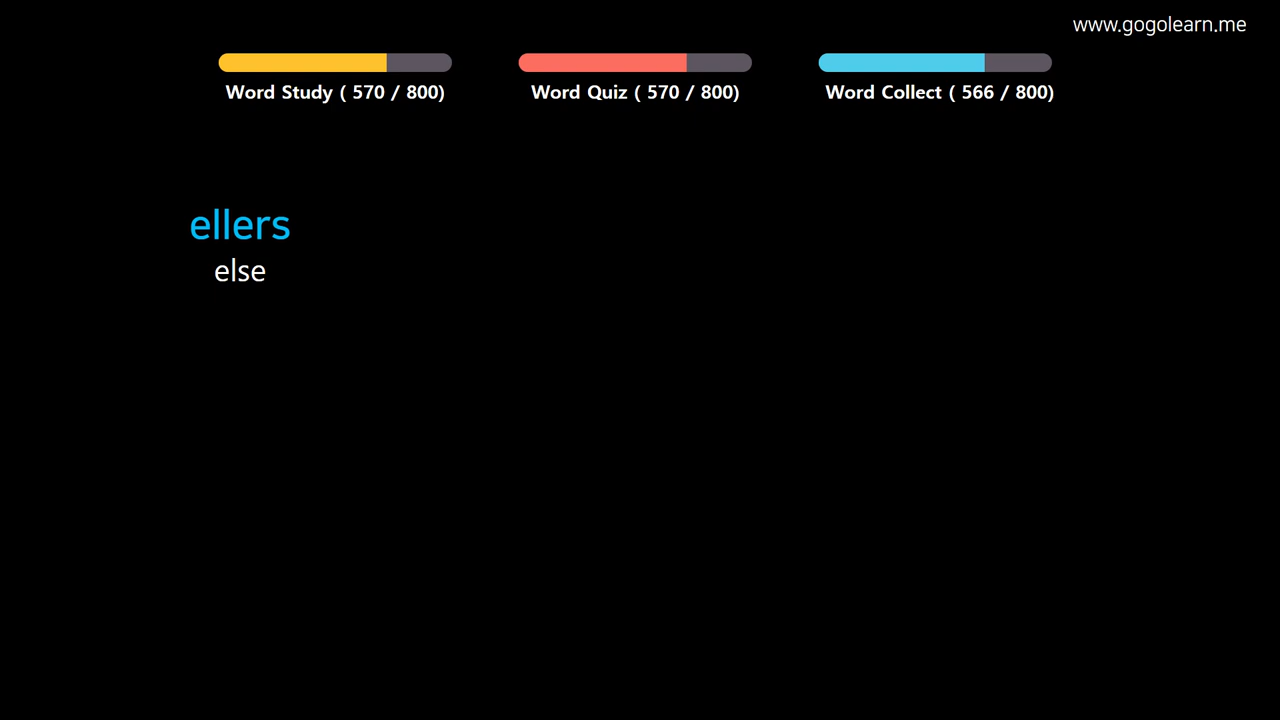 www.gogolearn.me
Word Study ( 570 / 800)
Word Quiz ( 570 / 800)
Word Collect ( 566 / 800)
ellers
else